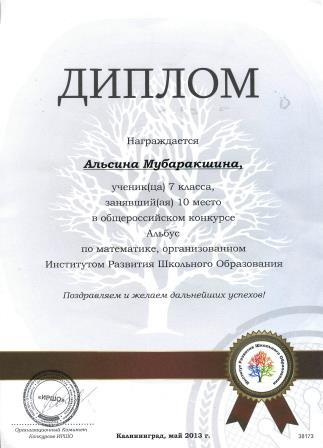 ДИПЛОМ
Награждается
Альсина Мубаракшина,
ученик(ца) 7 класса,
занявший(ая) 10 место
в общероссийском конкурсе
Альбус
по математике, организованном
Институтом Развития Школьного Образования
Поздравляем и желаем дальнейших успехов!
Институт Развития Школьного Образования
«ИРШО»
Организационный Комитет
Конкурсов ИРШО
Калининград, май 2013 г.
38173